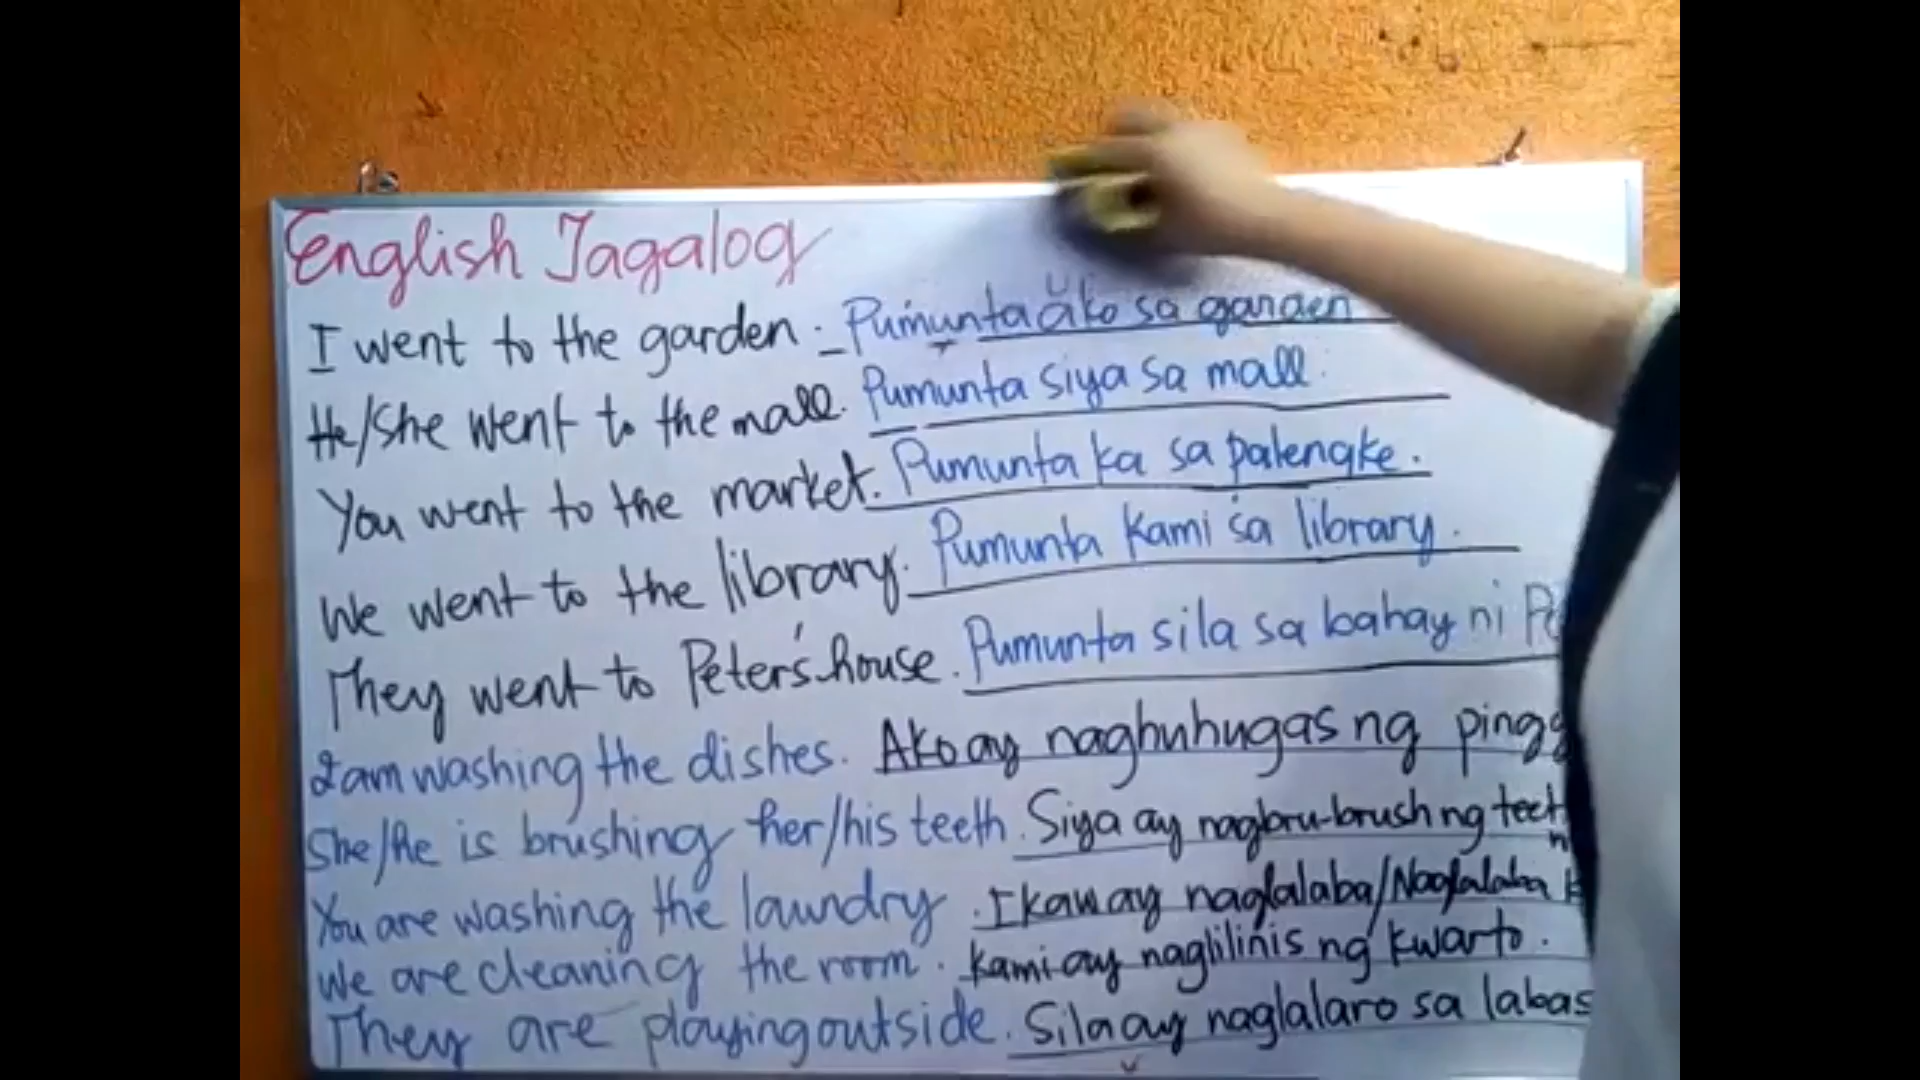 English Tagalog
I went to the garden. Pumunta ako sa garden
He/She went to the mall. Pumunta siya sa mall.
You went to the market. Pumunta ka sa palengke.
We went to the library. Pumunta kami sa library.
They went to Peter's house. Pumunta sila sa bahay ni
I am washing the dishes. Ako ay naghuhugas ng
She/he is brushing her/his teeth. Siya ay nagbru-brush ng
You are washing the laundry. Ikaw ay naglalaba/Naglalaba
We are cleaning the room. Kami ay naglilinis ng kwarto.
They are playing outside. Sila ay naglalaro sa labas